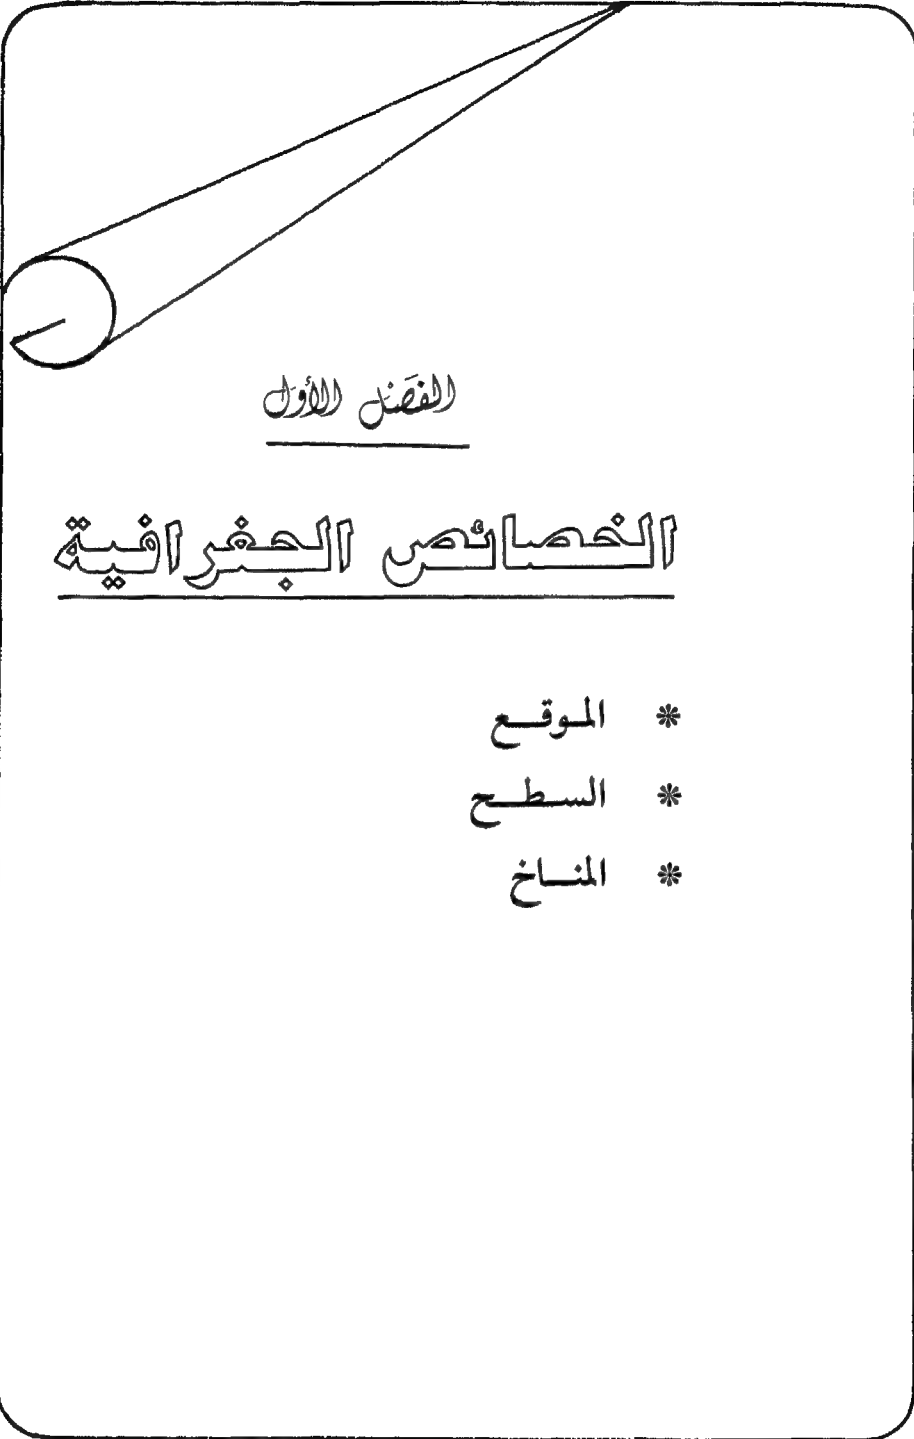 الفصل الأول
الخصائص الجغرافية
* الموقع
* السطح
* المناخ